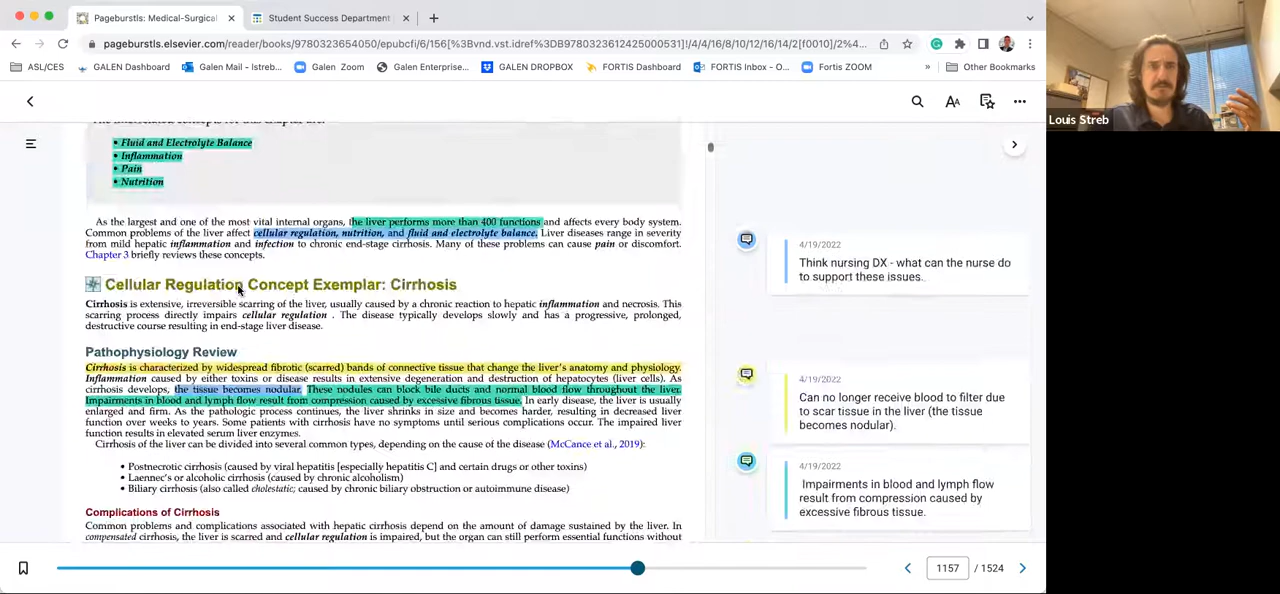 Pageburstls: Medical-Surgical
Student Success Department
pageburstls.elsevier.com/reader/books/9780323654050/epubcfi/6/156[%3Bvnd.vst.idref%3DB9780323612425000531]!/4/4/16/8/10/12/16/14/2[f0010]/2%4...
ASL/CES
GALEN Dashboard
Galen Mail - lstreb...
Galen Zoom
Galen Enterprise...
GALEN DROPBOX
FORTIS Dashboard
FORTIS Inbox - O...
Fortis ZOOM
»
Other Bookmarks
AA
Louis Streb
• Fluid and Electrolyte Balance
• Inflammation
• Pain
• Nutrition
As the largest and one of the most vital internal organs, the liver performs more than 400 functions and affects every body system.
Common problems of the liver affect cellular regulation, nutrition, and fluid and electrolyte balance. Liver diseases range in severity
from mild hepatic inflammation and infection to chronic end-stage cirrhosis. Many of these problems can cause pain or discomfort.
Chapter 3 briefly reviews these concepts.
Cellular Regulation Concept Exemplar: Cirrhosis
Cirrhosis is extensive, irreversible scarring of the liver, usually caused by a chronic reaction to hepatic inflammation and necrosis. This
scarring process directly impairs cellular regulation . The disease typically develops slowly and has a progressive, prolonged,
destructive course resulting in end-stage liver disease.
Pathophysiology Review
Cirrhosis is characterized by widespread fibrotic (scarred) bands of connective tissue that change the liver's anatomy and physiology.
Inflammation caused by either toxins or disease results in extensive degeneration and destruction of hepatocytes (liver cells). As
cirrhosis develops, the tissue becomes nodular. These nodules can block bile ducts and normal blood flow throughout the liver.
Impairments in blood and lymph flow result from compression caused by excessive fibrous tissue. In early disease, the liver is usually
enlarged and firm. As the pathologic process continues, the liver shrinks in size and becomes harder, resulting in decreased liver
function over weeks to years. Some patients with cirrhosis have no symptoms until serious complications occur. The impaired liver
function results in elevated serum liver enzymes.
Cirrhosis of the liver can be divided into several common types, depending on the cause of the disease (McCance et al., 2019):
• Postnecrotic cirrhosis (caused by viral hepatitis [especially hepatitis C] and certain drugs or other toxins)
• Laennec's or alcoholic cirrhosis (caused by chronic alcoholism)
• Biliary cirrhosis (also called cholestatic; caused by chronic biliary obstruction or autoimmune disease)
Complications of Cirrhosis
Common problems and complications associated with hepatic cirrhosis depend on the amount of damage sustained by the liver. In
compensated cirrhosis, the liver is scarred and cellular regulation is impaired, but the organ can still perform essential functions without
4/19/2022
Think nursing DX - what can the nurse do
to support these issues.
4/19/2022
Can no longer receive blood to filter due
to scar tissue in the liver (the tissue
becomes nodular).
4/19/2022
Impairments in blood and lymph flow
result from compression caused by
excessive fibrous tissue.
1157 / 1524